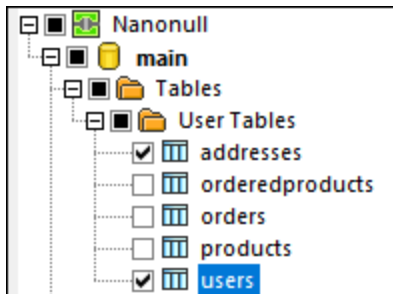 Nanonull
main
Tables
User Tables
addresses
orderedproducts
orders
products
users